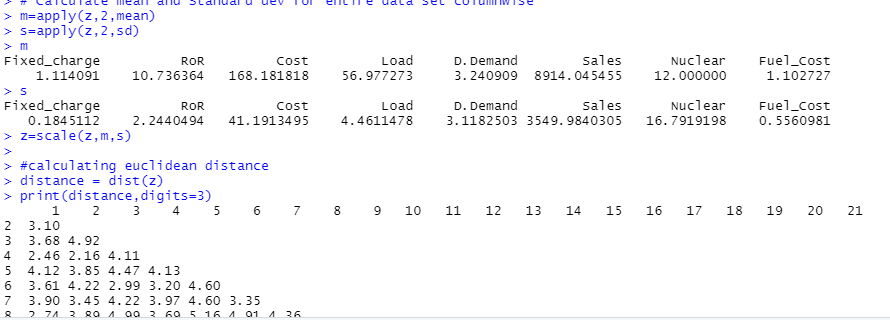 > # Calculate mean and standard dev for entire data set columnwise
> m=apply(z,2,mean)
> s=apply(z,2,sd)
> m
Fixed_charge RoR Cost Load D.Demand Sales Nuclear Fuel_Cost
1.114091 10.736364 168.181818 56.977273 3.240909 8914.045455 12.000000 1.102727
> s
Fixed_charge RoR Cost Load D.Demand Sales Nuclear Fuel_Cost
0.1845112 2.2440494 41.1913495 4.4611478 3.1182503 3549.9840305 16.7919198 0.5560981
> z=scale(z,m,s)
>
> #calculating euclidean distance
> distance = dist(z)
> print(distance,digits=3)
1 2 3 4 5 6 7 8 9 10 11 12 13 14 15 16 17 18 19 20 21
2 3.10
3 3.68 4.92
4 2.46 2.16 4.11
5 4.12 3.85 4.47 4.13
6 3.61 4.22 2.99 3.20 4.60
7 3.90 3.45 4.22 3.97 4.60 3.35
8 2.74 3.89 4.99 3.69 5.16 4.91 4.36